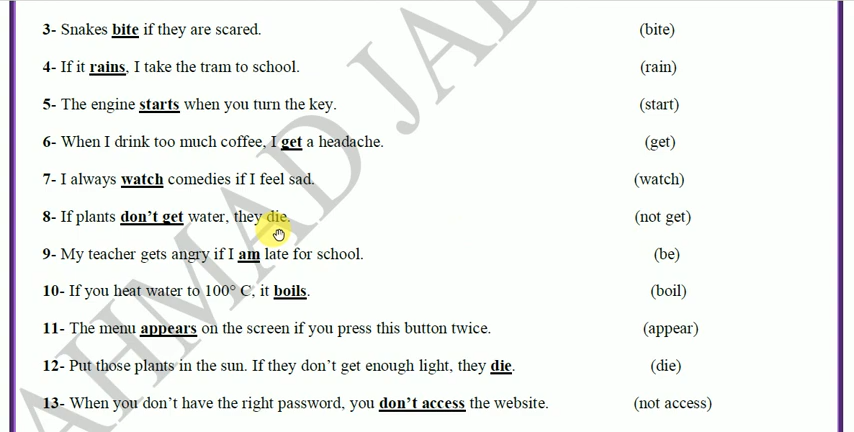 3- Snakes bite if they are scared. (bite)
4- If it rains, I take the tram to school. (rain)
5- The engine starts when you turn the key. (start)
6- When I drink too much coffee, I get a headache. (get)
7- I always watch comedies if I feel sad. (watch)
8- If plants don't get water, they die. (not get)
9- My teacher gets angry if I am late for school. (be)
10- If you heat water to 100° C, it boils. (boil)
11- The menu appears on the screen if you press this button twice. (appear)
12- Put those plants in the sun. If they don't get enough light, they die. (die)
13- When you don't have the right password, you don't access the website. (not access)
AHMAD JAD